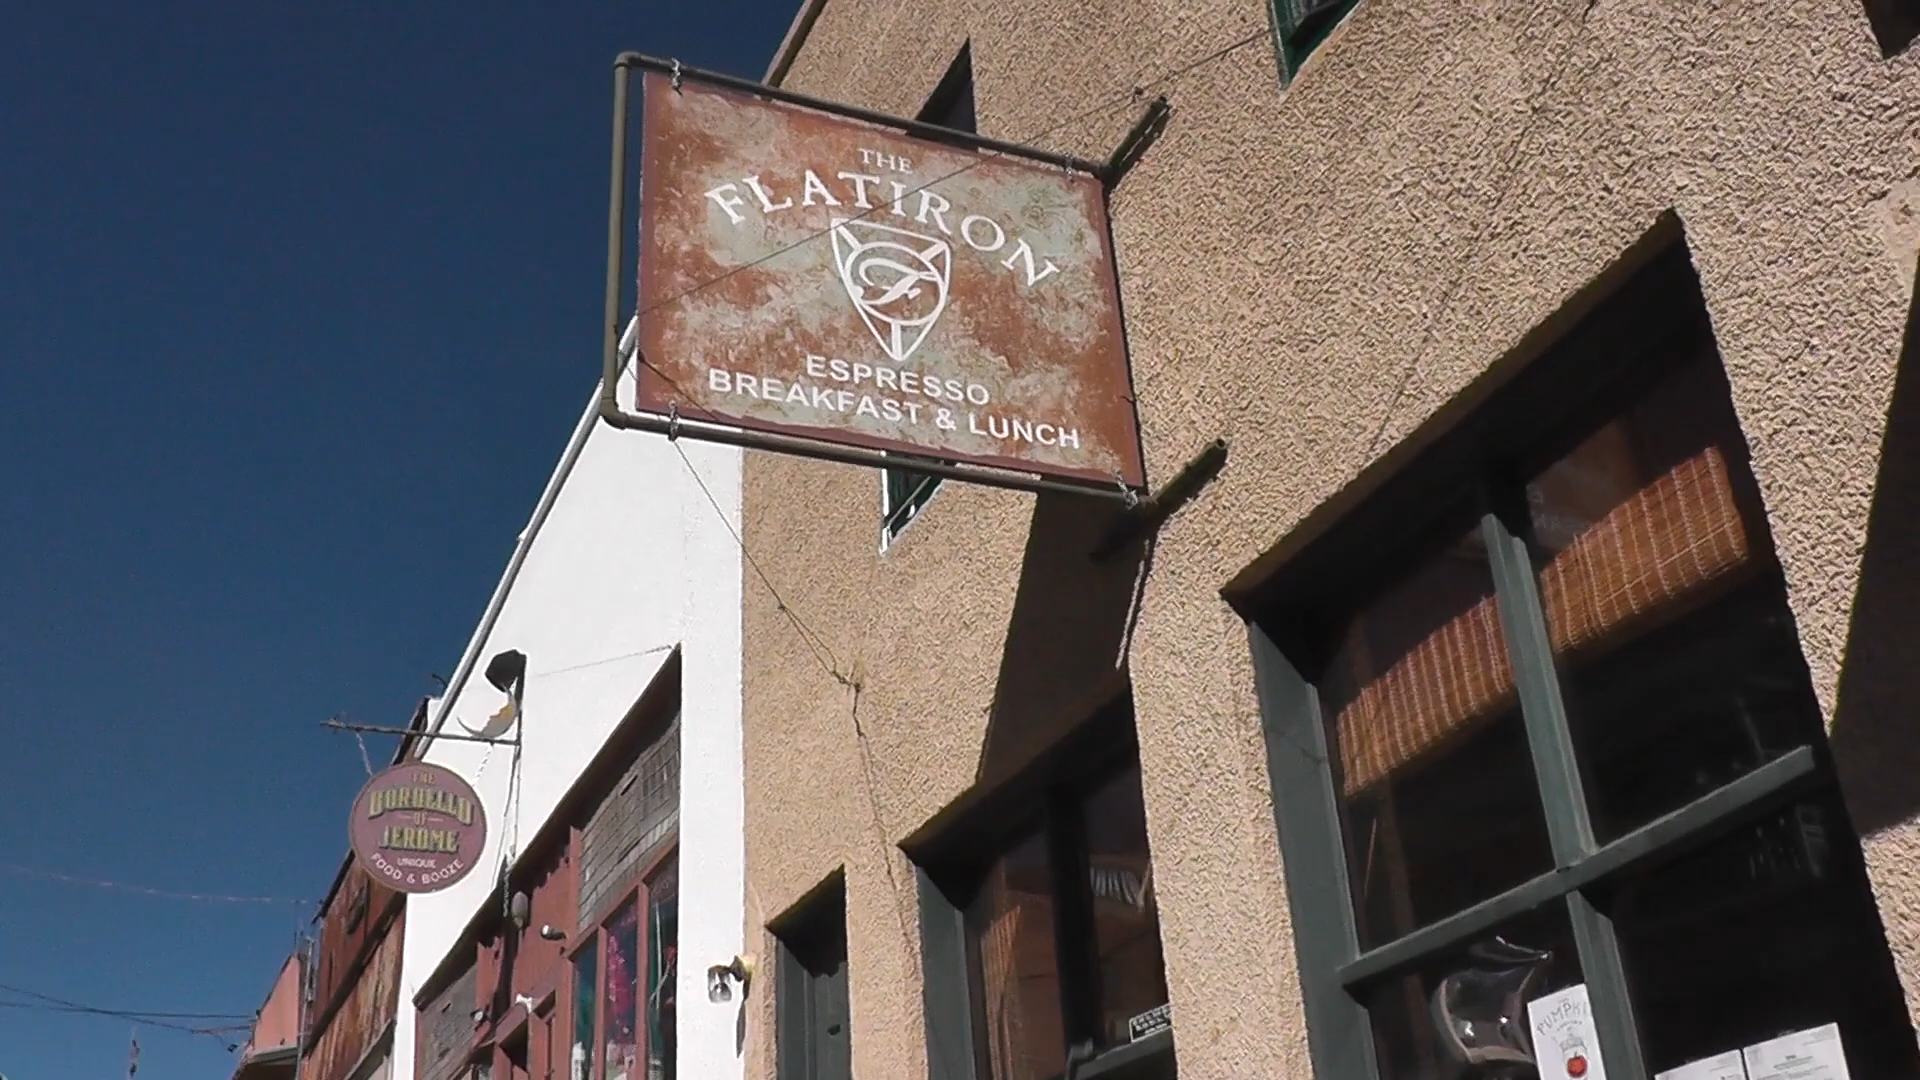 THE
FLATIRON
F
ESPRESSO
BREAKFAST & LUNCH
THE
BORDELLO
OF
JEROME
UNIQUE
FOOD & BOOZE